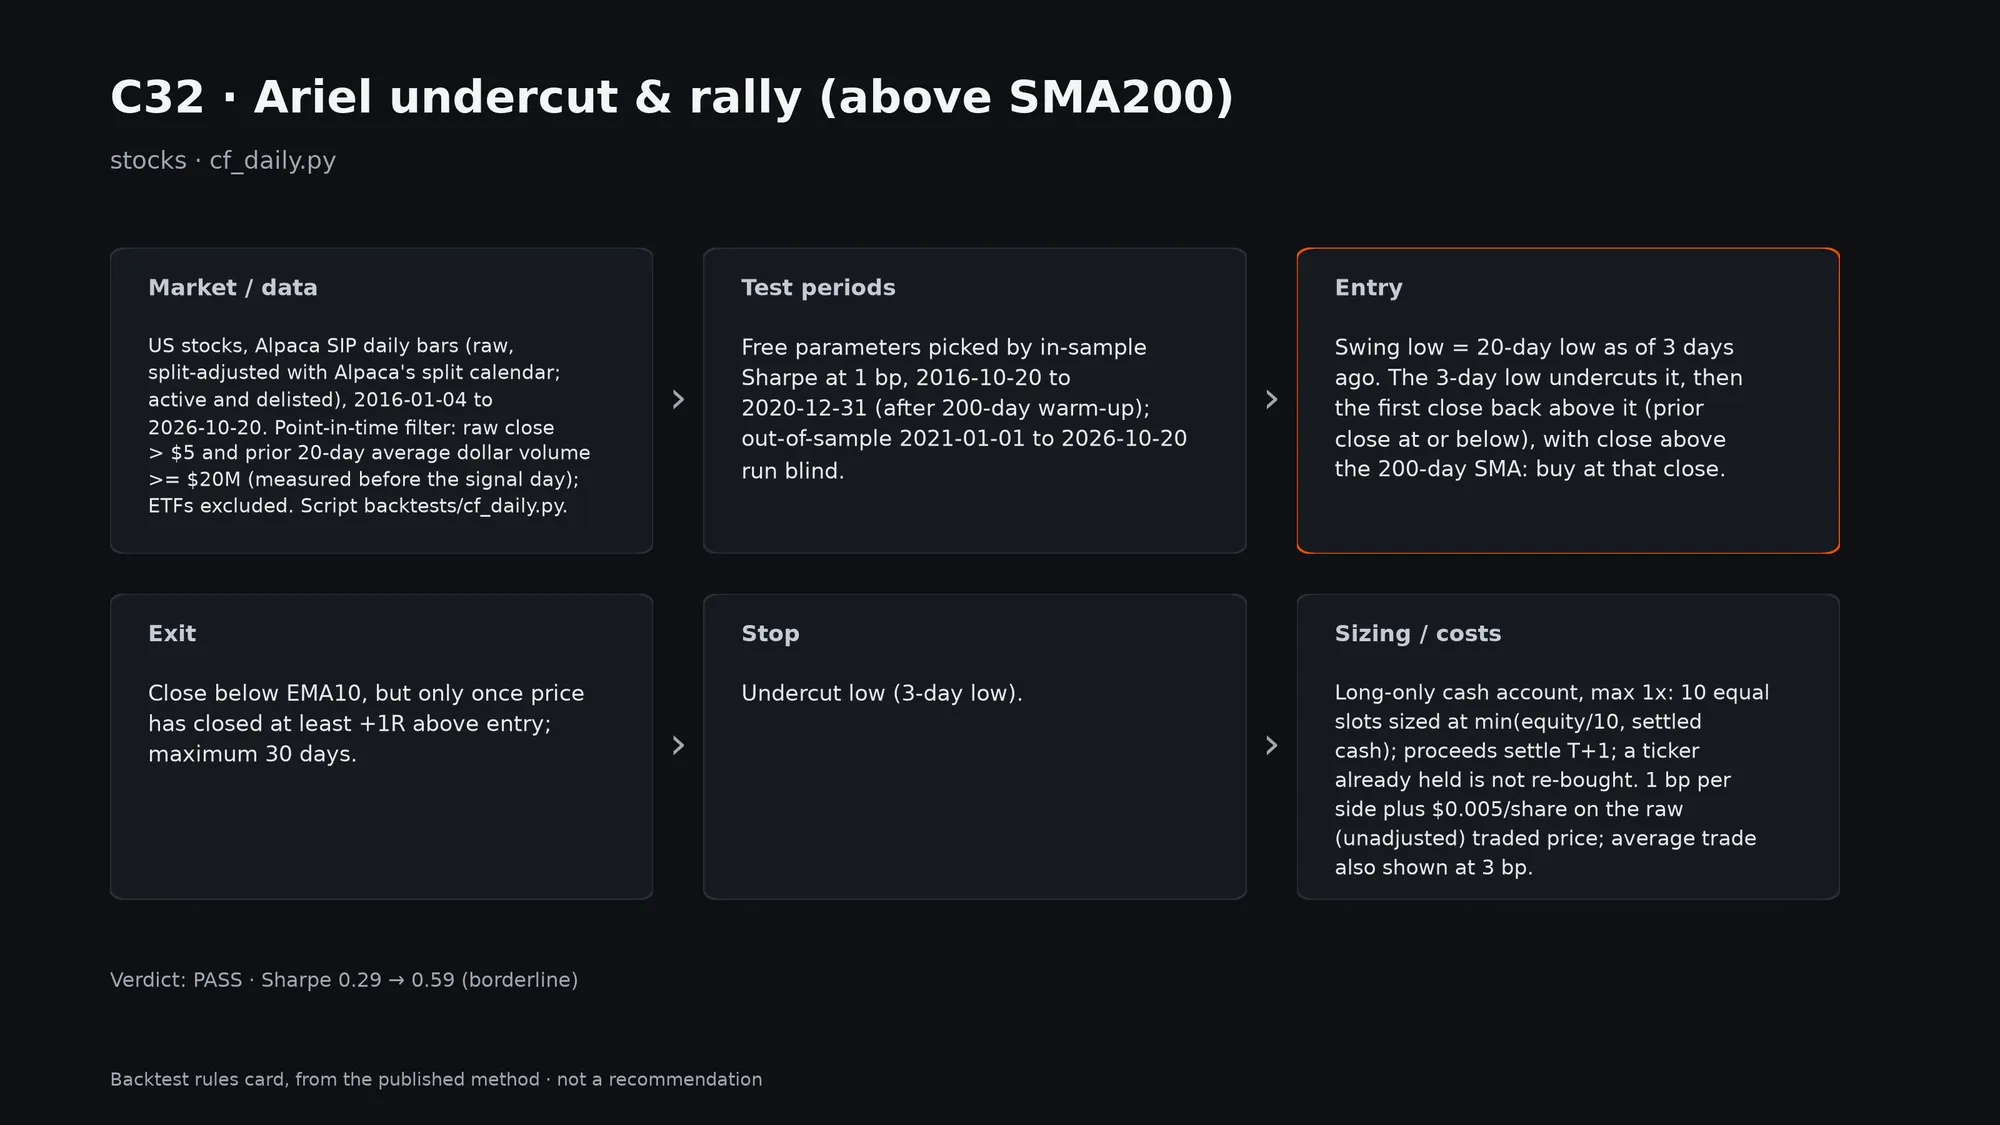 C32 · Ariel undercut & rally (above SMA200)
stocks · cf_daily.py
Market / data
US stocks, Alpaca SIP daily bars (raw,
split-adjusted with Alpaca's split calendar;
active and delisted), 2016-01-04 to
2026-10-20. Point-in-time filter: raw close
> $5 and prior 20-day average dollar volume
>= $20M (measured before the signal day);
ETFs excluded. Script backtests/cf_daily.py.
›
Test periods
Free parameters picked by in-sample
Sharpe at 1 bp, 2016-10-20 to
2020-12-31 (after 200-day warm-up);
out-of-sample 2021-01-01 to 2026-10-20
run blind.
›
Entry
Swing low = 20-day low as of 3 days
ago. The 3-day low undercuts it, then
the first close back above it (prior
close at or below), with close above
the 200-day SMA: buy at that close.
Exit
Close below EMA10, but only once price
has closed at least +1R above entry;
maximum 30 days.
›
Stop
Undercut low (3-day low).
›
Sizing / costs
Long-only cash account, max 1x: 10 equal
slots sized at min(equity/10, settled
cash); proceeds settle T+1; a ticker
already held is not re-bought. 1 bp per
side plus $0.005/share on the raw
(unadjusted) traded price; average trade
also shown at 3 bp.
Verdict: PASS · Sharpe 0.29 → 0.59 (borderline)
Backtest rules card, from the published method · not a recommendation